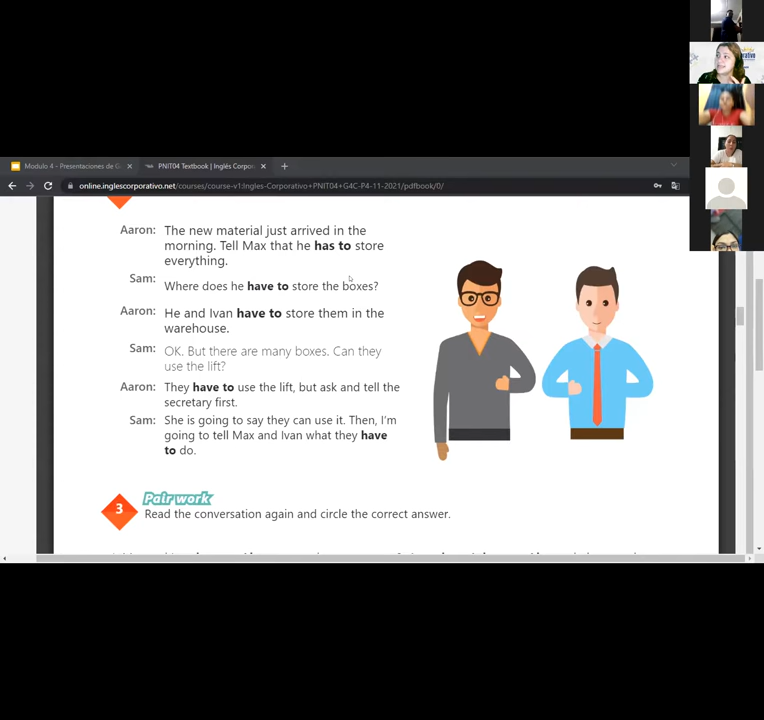 Modulo 4 - Presentaciones de G
PNIT04 Textbook | Inglés Corpor
online.inglescorporativo.net/courses/course-v1:Ingles-Corporativo+PNIT04+G4C-P4-11-2021/pdfbook/0/
Aaron: The new material just arrived in the
morning. Tell Max that he has to store
everything.
Sam: Where does he have to store the boxes?
Aaron: He and Ivan have to store them in the
warehouse.
Sam: OK. But there are many boxes. Can they
use the lift?
Aaron: They have to use the lift, but ask and tell the
secretary first.
Sam: She is going to say they can use it. Then, I'm
going to tell Max and Ivan what they have
to do.
3 Pair work
Read the conversation again and circle the correct answer.